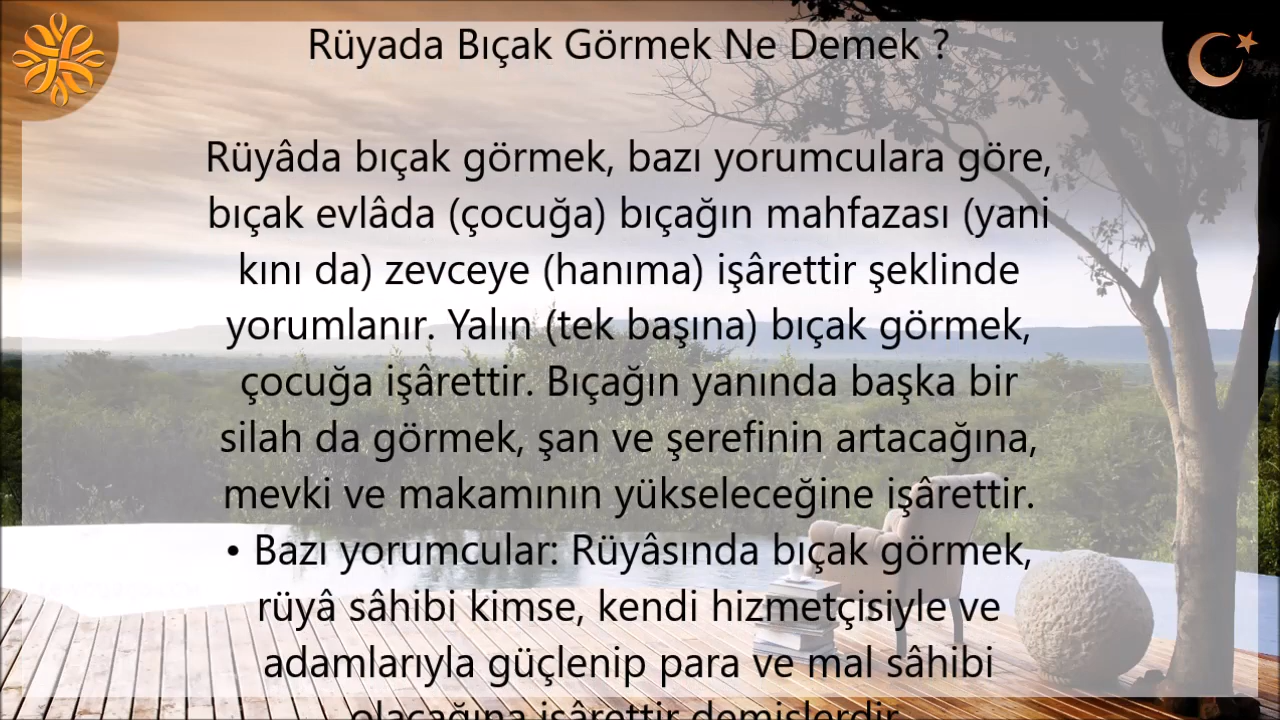 Rüyada Bıçak Görmek Ne Demek ?
Rüyâda bıçak görmek, bazı yorumculara göre,
bıçak evlâda (çocuğa) bıçağın mahfazası (yani
kını da) zevceye (hanıma) işârettir şeklinde
yorumlanır. Yalın (tek başına) bıçak görmek,
çocuğa işârettir. Bıçağın yanında başka bir
silah da görmek, şan ve şerefinin artacağına,
mevki ve makamının yükseleceğine işârettir.
• Bazı yorumcular: Rüyâsında bıçak görmek,
rüyâ sâhibi kimse, kendi hizmetçisiyle ve
adamlarıyla güçlenip para ve mal sâhibi
olacağına işârettir demişlerdir.